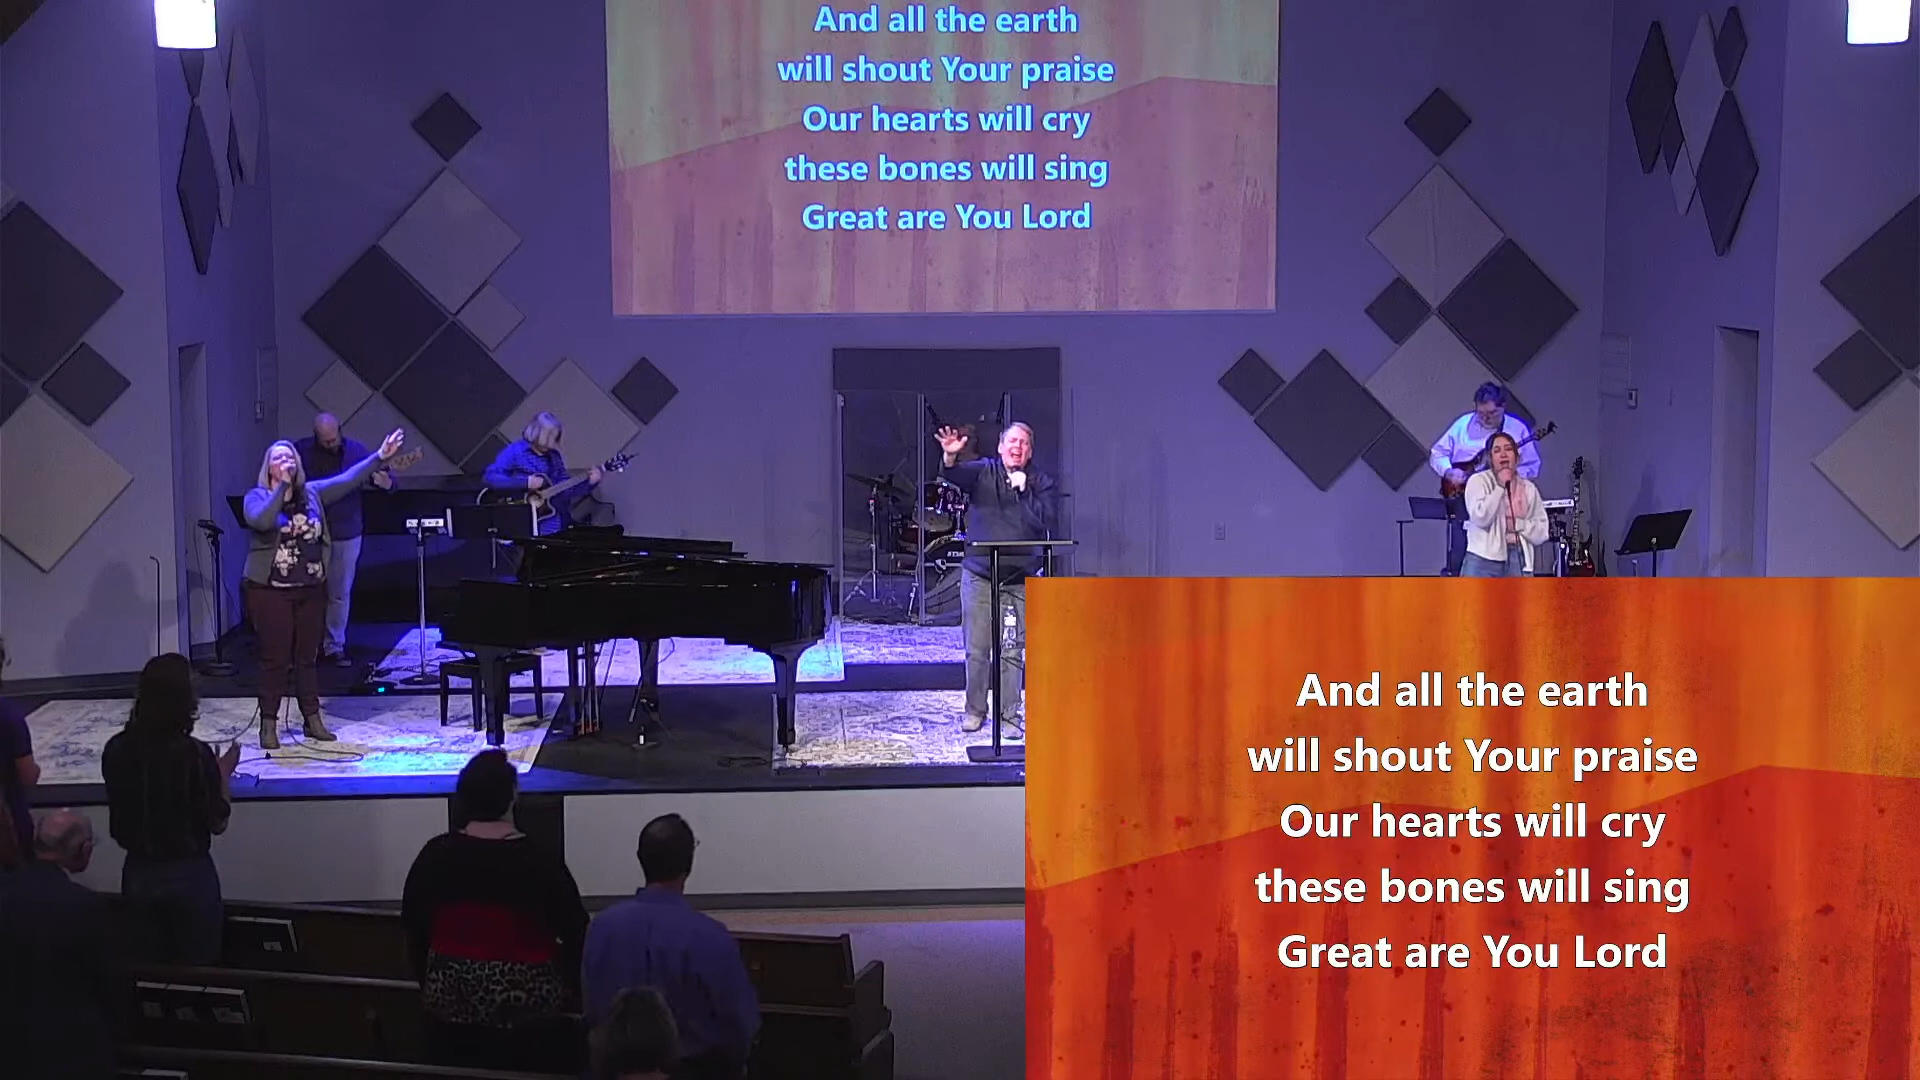 And all the earth
will shout Your praise
Our hearts will cry
these bones will sing
Great are You Lord
And all the earth
will shout Your praise
Our hearts will cry
these bones will sing
Great are You Lord